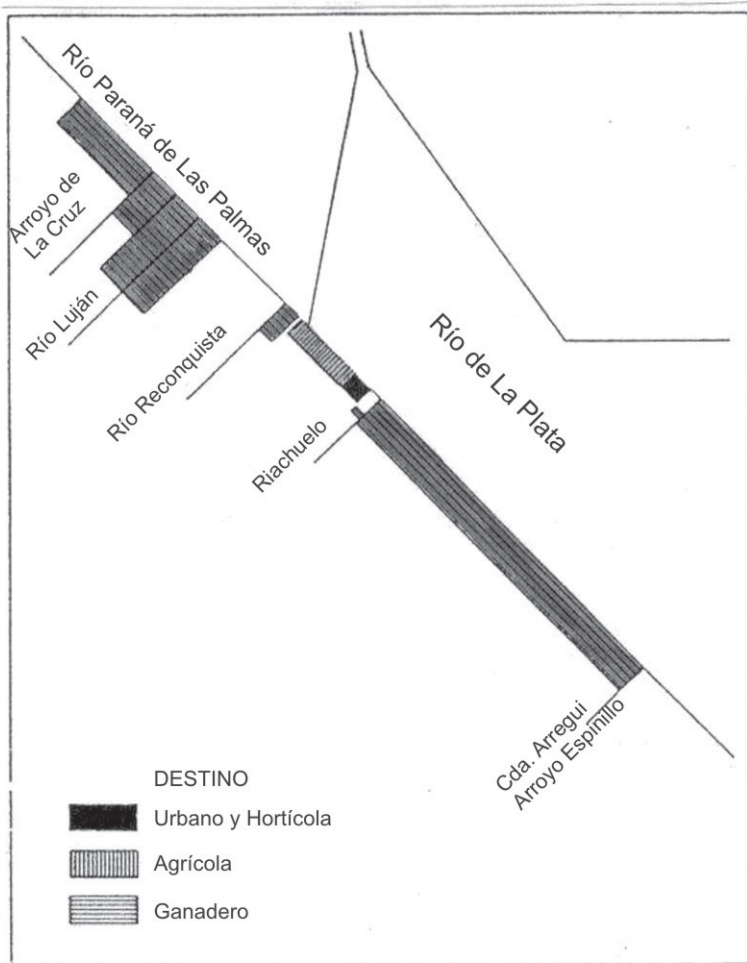 Río Paraná de Las Palmas
Arroyo de
La Cruz
Río Luján
Río Reconquista
Riachuelo
Río de La Plata
Cda. Arregui
Arroyo Espinillo
DESTINO
Urbano y Hortícola
Agrícola
Ganadero